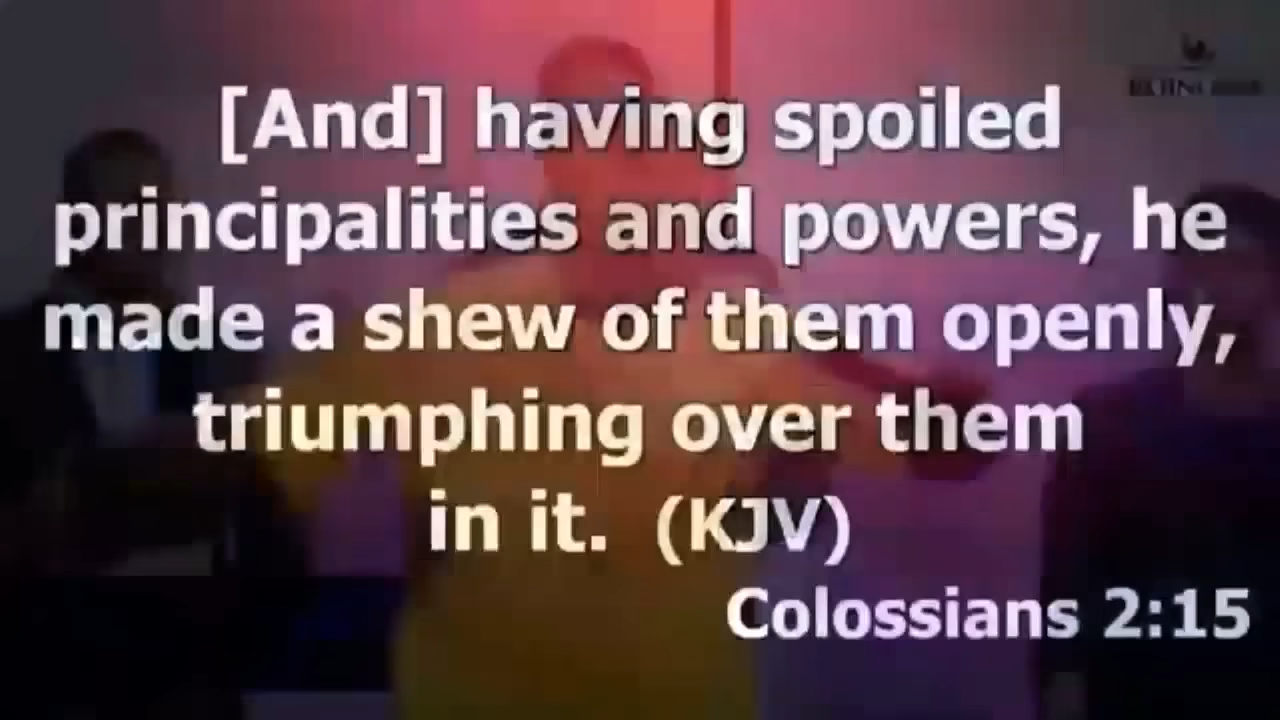 [And] having spoiled
principalities and powers, he
made a shew of them openly,
triumphing over them
in it. (KJV)
Colossians 2:15